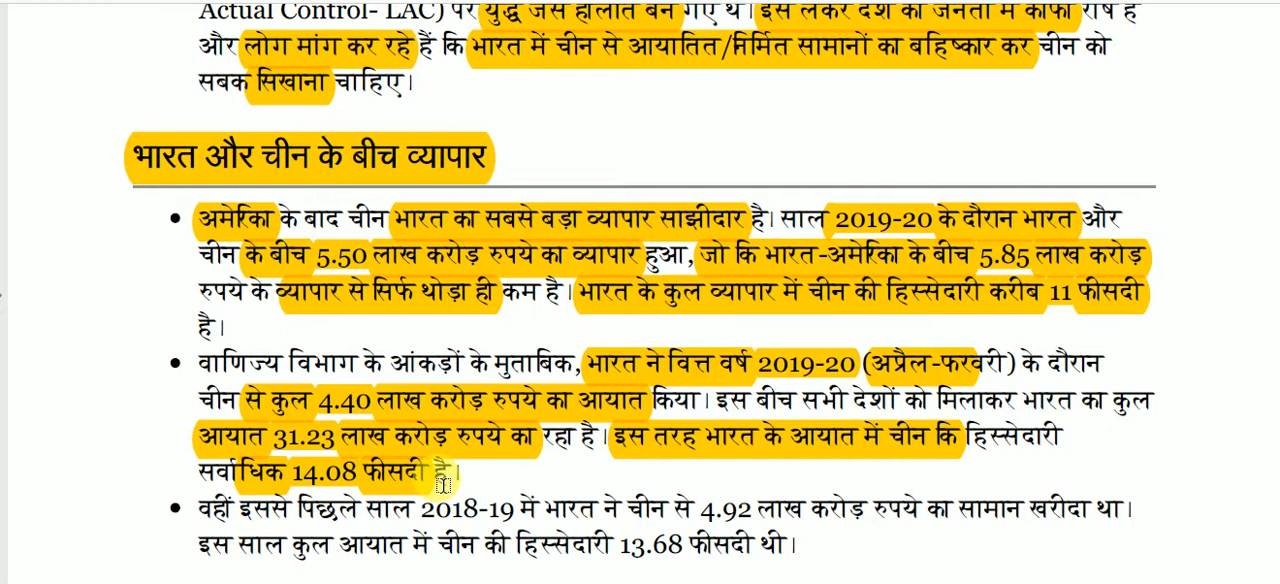 Actual Control- LAC) पर युद्ध जैसे हालात बन गए थे। इसे लेकर देश की जनता में काफी रोष है
और लोग मांग कर रहे हैं कि भारत में चीन से आयातित/निर्मित सामानों का बहिष्कार कर चीन को
सबक सिखाना चाहिए।
भारत और चीन के बीच व्यापार
• अमेरिका के बाद चीन भारत का सबसे बड़ा व्यापार साझीदार है। साल 2019-20 के दौरान भारत और
चीन के बीच 5.50 लाख करोड़ रुपये का व्यापार हुआ, जो कि भारत-अमेरिका के बीच 5.85 लाख करोड़
रुपये के व्यापार से सिर्फ थोड़ा ही कम है। भारत के कुल व्यापार में चीन की हिस्सेदारी करीब 11 फीसदी
है।
• वाणिज्य विभाग के आंकड़ों के मुताबिक, भारत ने वित्त वर्ष 2019-20 (अप्रैल-फरवरी) के दौरान
चीन से कुल 4.40 लाख करोड़ रुपये का आयात किया। इस बीच सभी देशों को मिलाकर भारत का कुल
आयात 31.23 लाख करोड़ रुपये का रहा है। इस तरह भारत के आयात में चीन कि हिस्सेदारी
सर्वाधिक 14.08 फीसदी है।
• वहीं इससे पिछले साल 2018-19 में भारत ने चीन से 4.92 लाख करोड़ रुपये का सामान खरीदा था।
इस साल कुल आयात में चीन की हिस्सेदारी 13.68 फीसदी थी।